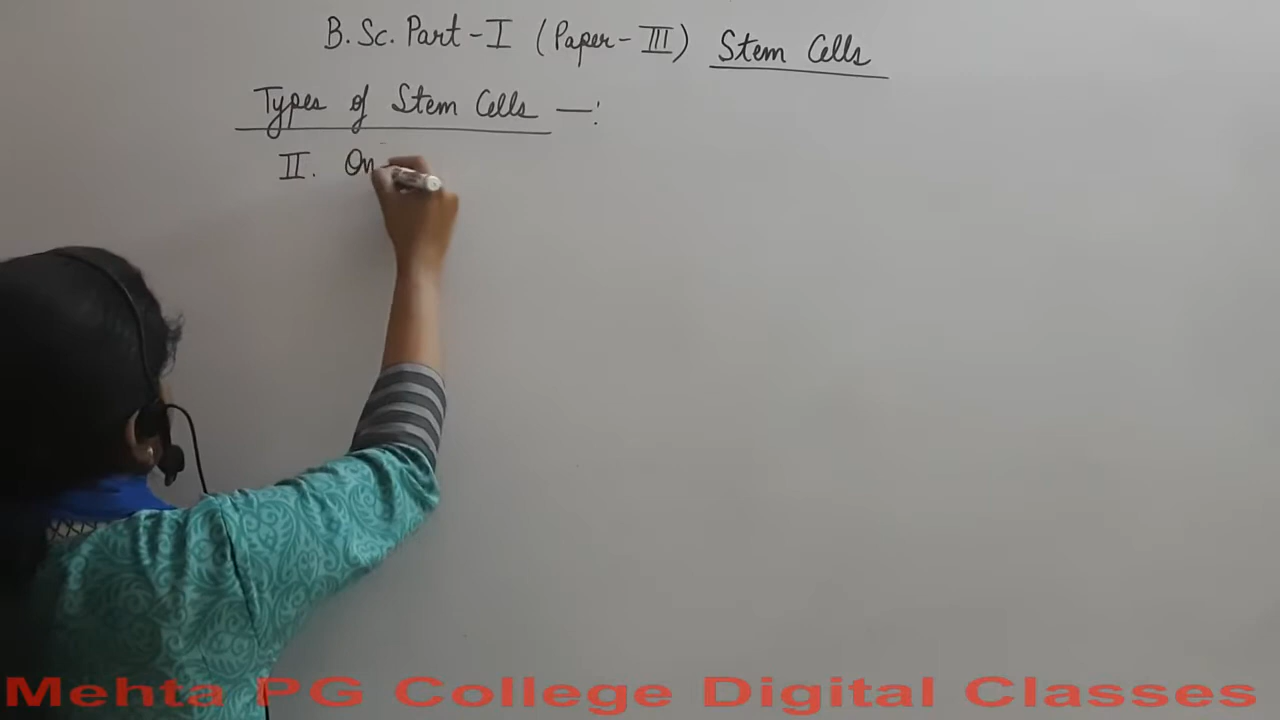 B.Sc. Part-I (Paper-III) Stem Cells
Types of Stem Cells —:
II. On
Mehta PG College Digital Classes